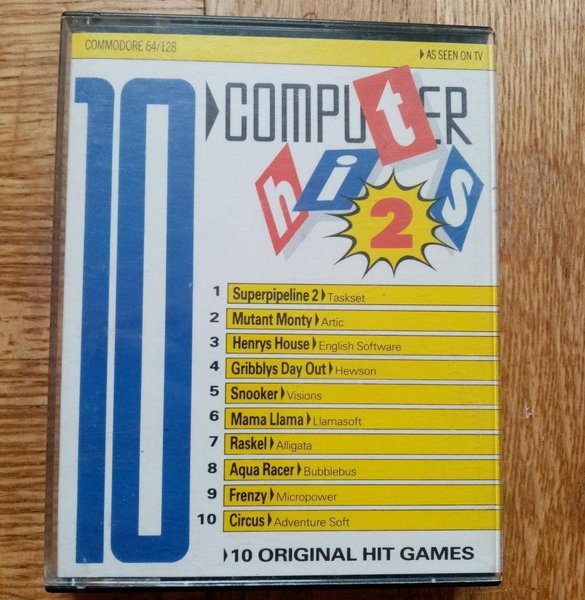 COMMODORE 64/128
AS SEEN ON TV
10
COMPUTER
hits
2
1 Superpipeline 2 Taskset
2 Mutant Monty Artic
3 Henrys House English Software
4 Gribblys Day Out Hewson
5 Snooker Visions
6 Mama Llama Llamasoft
7 Raskel Alligata
8 Aqua Racer Bubblebus
9 Frenzy Micropower
10 Circus Adventure Soft
10 ORIGINAL HIT GAMES